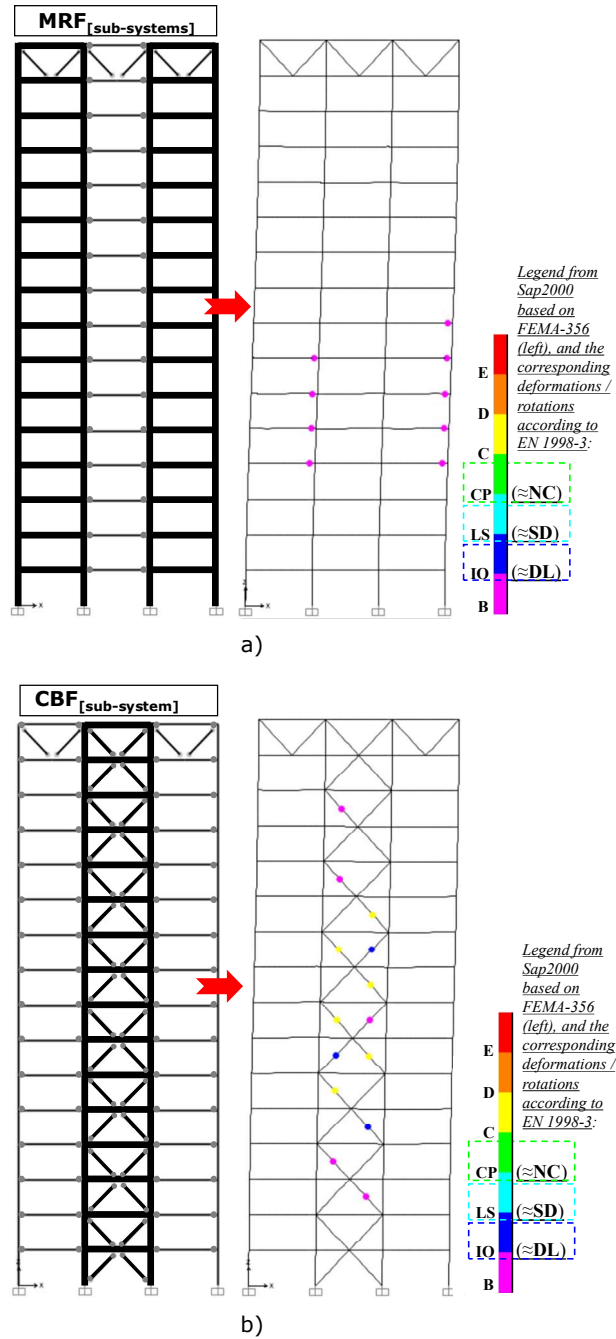 MRF[sub-systems]
Legend from
Sap2000
based on
FEMA-356
(left), and the
corresponding
deformations /
rotations
according to
EN 1998-3:
E
D
C
CP (≈NC)
LS (≈SD)
IO (≈DL)
B
z
x
x
a)
CBF[sub-system]
Legend from
Sap2000
based on
FEMA-356
(left), and the
corresponding
deformations /
rotations
according to
EN 1998-3:
E
D
C
CP (≈NC)
LS (≈SD)
IO (≈DL)
B
z
x
z
x
b)